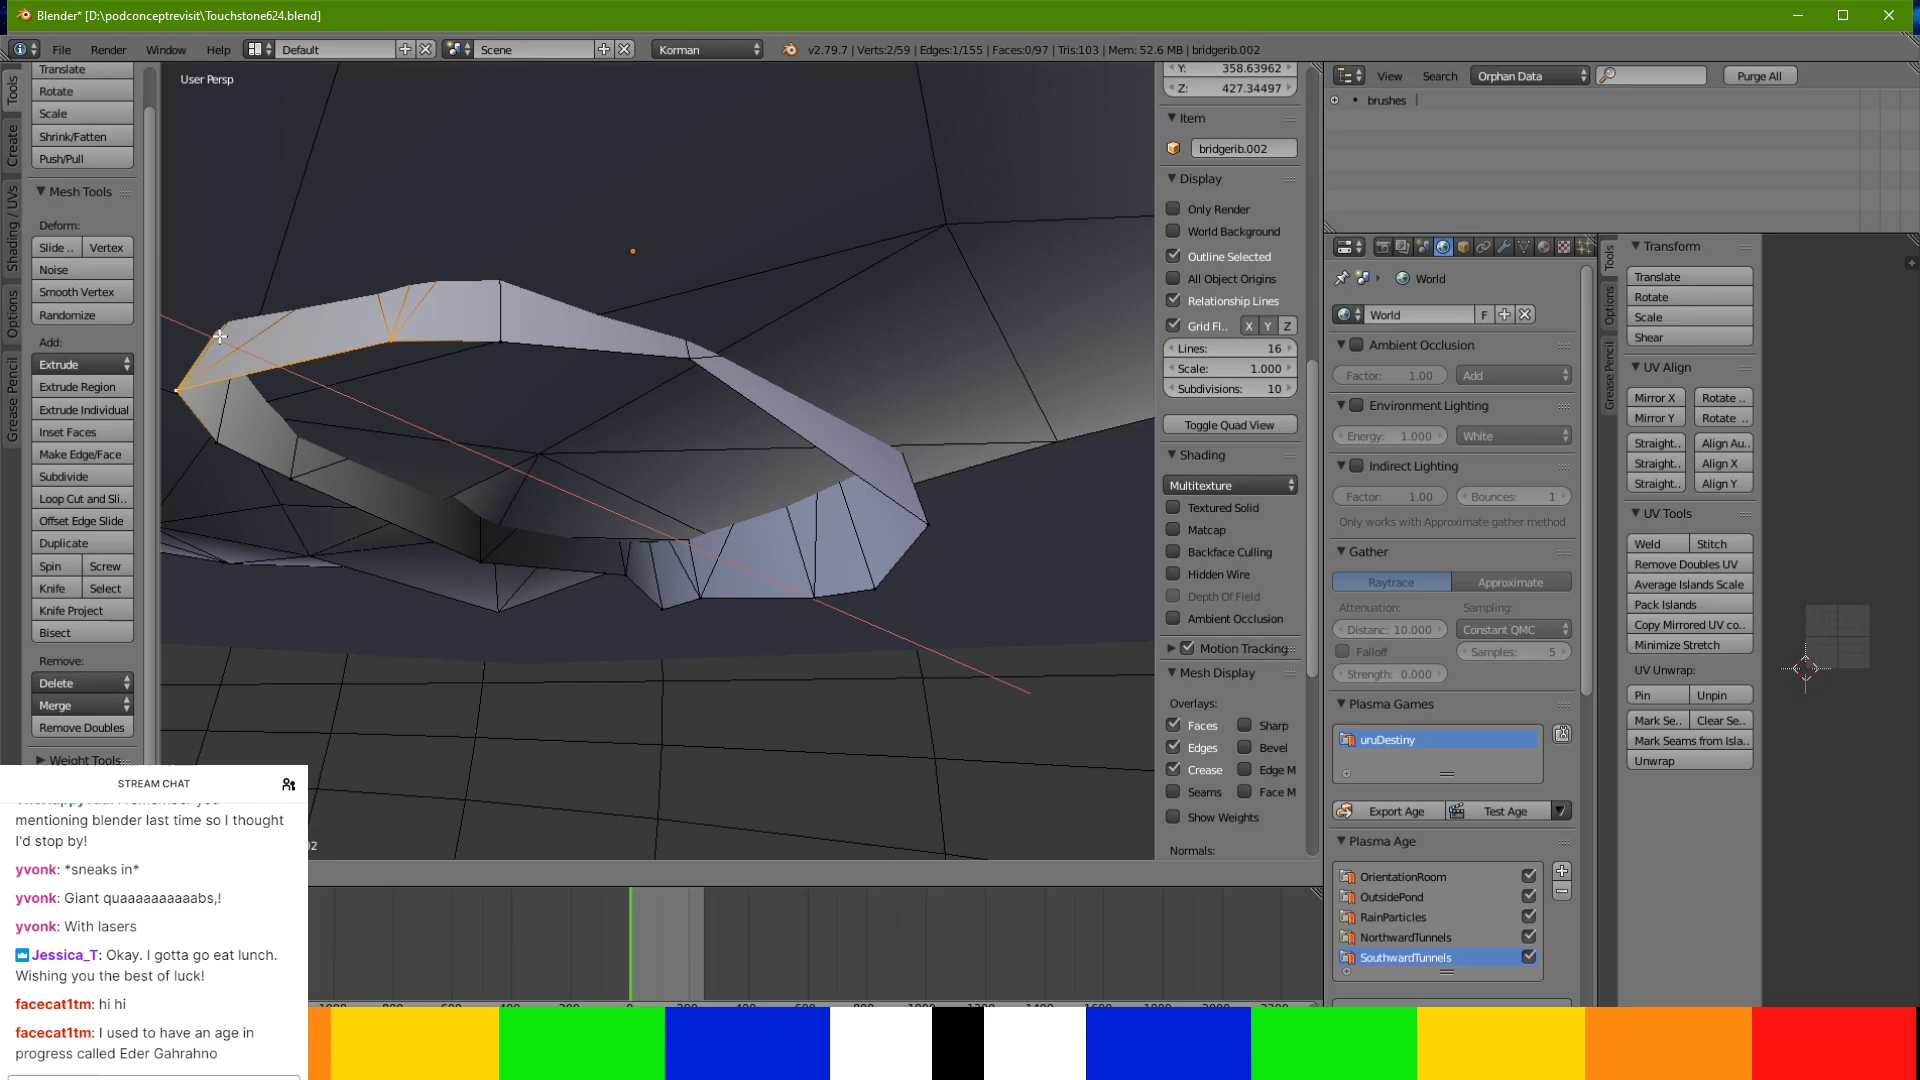 Blender* [D:\podconceptrevisit\Touchstone624.blend]
File Render Window Help Default Scene Korman v2.79.7 | Verts:2/59 | Edges:1/155 | Faces:0/97 | Tris:103 | Mem: 52.6 MB | bridgerib.002
Tools
Create
Shading / UVs
Options
Grease Pencil
Translate
Rotate
Scale
Shrink/Fatten
Push/Pull
Mesh Tools
Deform:
Slide .. Vertex
Noise
Smooth Vertex
Randomize
Add:
Extrude
Extrude Region
Extrude Individual
Inset Faces
Make Edge/Face
Subdivide
Loop Cut and Sli..
Offset Edge Slide
Duplicate
Spin Screw
Knife Select
Knife Project
Bisect
Remove:
Delete
Merge
Remove Doubles
Weight Tools
User Persp
Y: 358.63962
Z: 427.34497
Item
bridgerib.002
Display
Only Render
World Background
Outline Selected
All Object Origins
Relationship Lines
Grid Fl.. X Y Z
Lines: 16
Scale: 1.000
Subdivisions: 10
Toggle Quad View
Shading
Multitexture
Textured Solid
Matcap
Backface Culling
Hidden Wire
Depth Of Field
Ambient Occlusion
Motion Tracking
Mesh Display
Overlays:
Faces Sharp
Edges Bevel
Crease Edge M
Seams Face M
Show Weights
Normals:
View Search Orphan Data Purge All
brushes
World
World F
Ambient Occlusion
Factor: 1.00 Add
Environment Lighting
Energy: 1.000 White
Indirect Lighting
Factor: 1.00 Bounces: 1
Only works with Approximate gather method
Gather
Raytrace Approximate
Attenuation: Sampling:
Distanc: 10.000 Constant QMC
Falloff Samples: 5
Strength: 0.000
Plasma Games
uruDestiny
Export Age Test Age
Plasma Age
OrientationRoom
OutsidePond
RainParticles
NorthwardTunnels
SouthwardTunnels
Tools
Options
Grease Pencil
Transform
Translate
Rotate
Scale
Shear
UV Align
Mirror X Rotate ..
Mirror Y Rotate ..
Straight.. Align Au..
Straight.. Align X
Straight.. Align Y
UV Tools
Weld Stitch
Remove Doubles UV
Average Islands Scale
Pack Islands
Copy Mirrored UV co..
Minimize Stretch
UV Unwrap:
Pin Unpin
Mark Se.. Clear Se..
Mark Seams from Isla..
Unwrap
STREAM CHAT
mentioning blender last time so I thought
I'd stop by!
yvonk: *sneaks in*
yvonk: Giant quaaaaaaaaaabs,!
yvonk: With lasers
Jessica_T: Okay. I gotta go eat lunch.
Wishing you the best of luck!
facecat1tm: hi hi
facecat1tm: I used to have an age in
progress called Eder Gahrahno
02